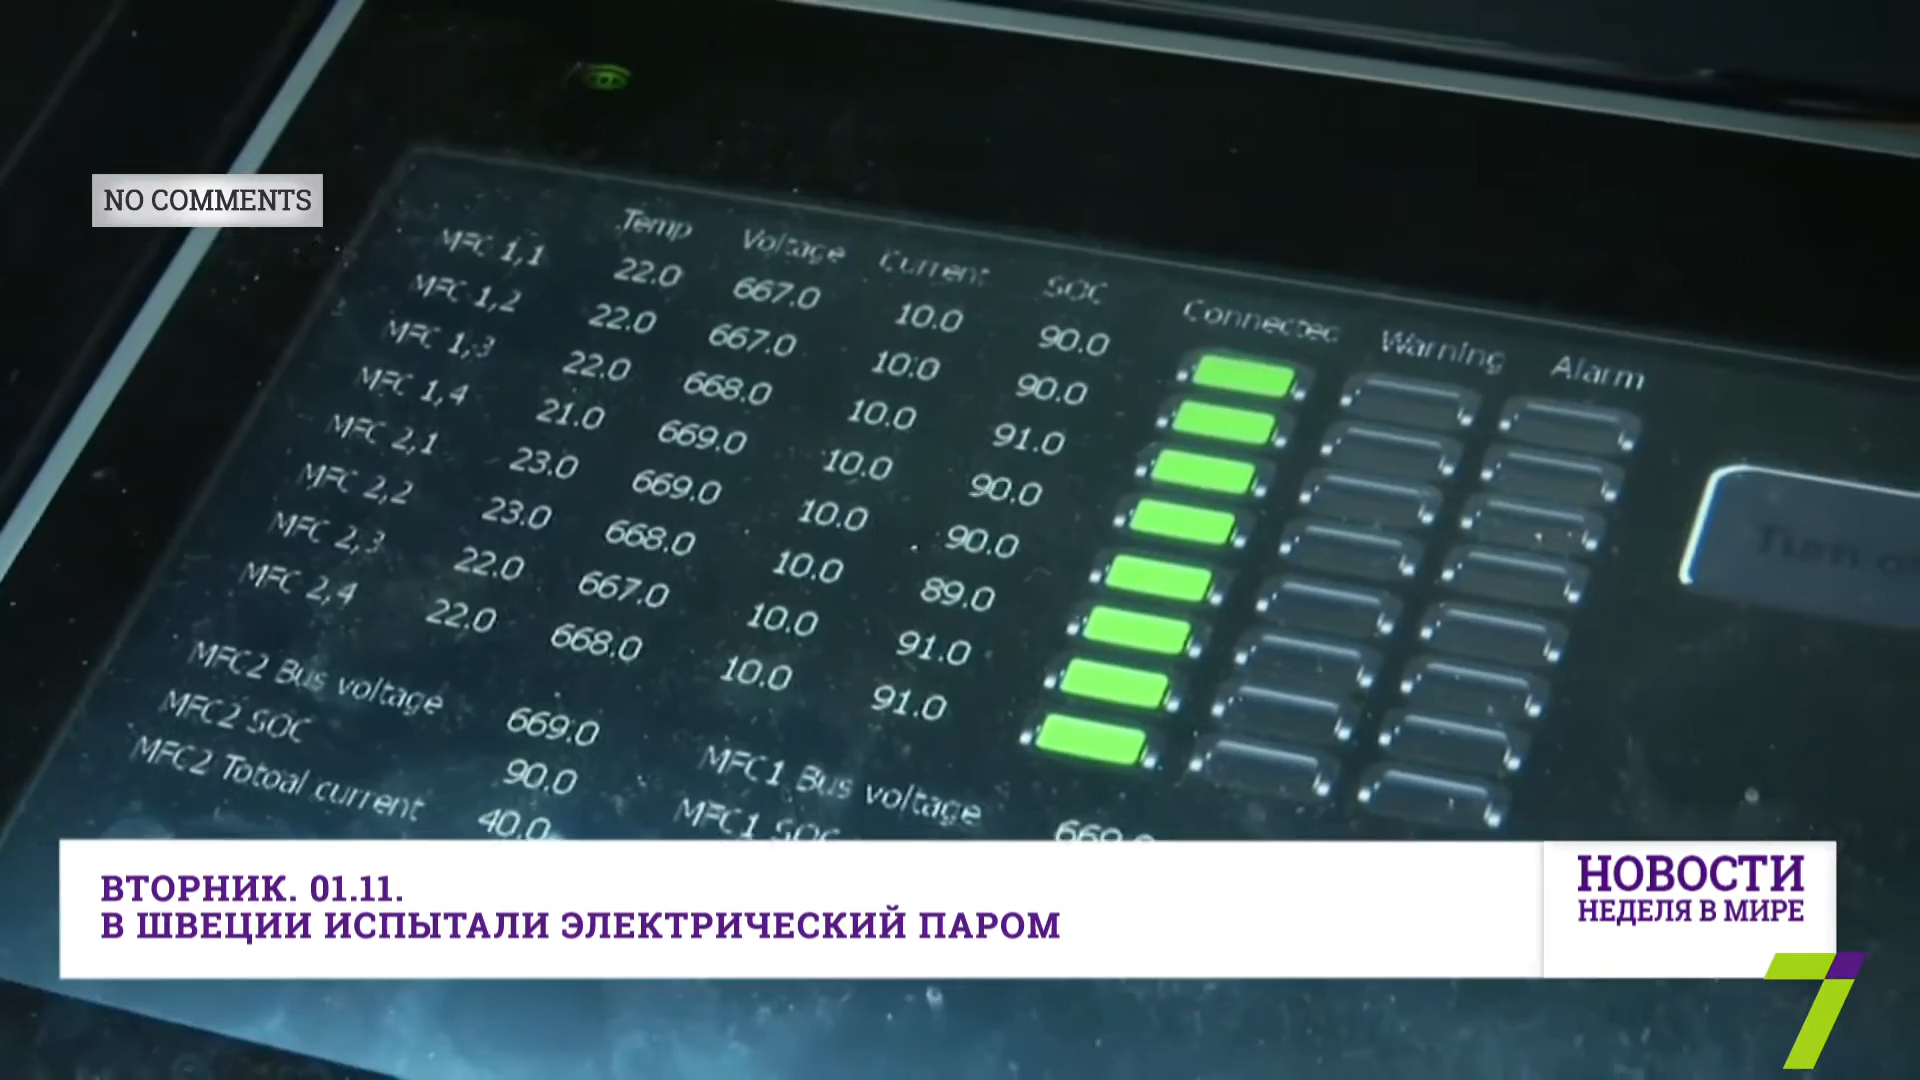 NO COMMENTS
Temp Voltage Current SOC Connected Warning Alarm
MFC 1,1 22.0 667.0 10.0 90.0
MFC 1,2 22.0 667.0 10.0 90.0
MFC 1,3 22.0 668.0 10.0 91.0
MFC 1,4 21.0 669.0 10.0 90.0
MFC 2,1 23.0 669.0 10.0 90.0
MFC 2,2 23.0 668.0 10.0 89.0
MFC 2,3 22.0 667.0 10.0 91.0
MFC 2,4 22.0 668.0 10.0 91.0
Turn
MFC2 Bus voltage 669.0 MFC1 Bus voltage 669.0
MFC2 SOC 90.0 MFC1 SOC
MFC2 Totoal current 40.0
ВТОРНИК. 01.11.
В ШВЕЦИИ ИСПЫТАЛИ ЭЛЕКТРИЧЕСКИЙ ПАРОМ
НОВОСТИ
НЕДЕЛЯ В МИРЕ
7